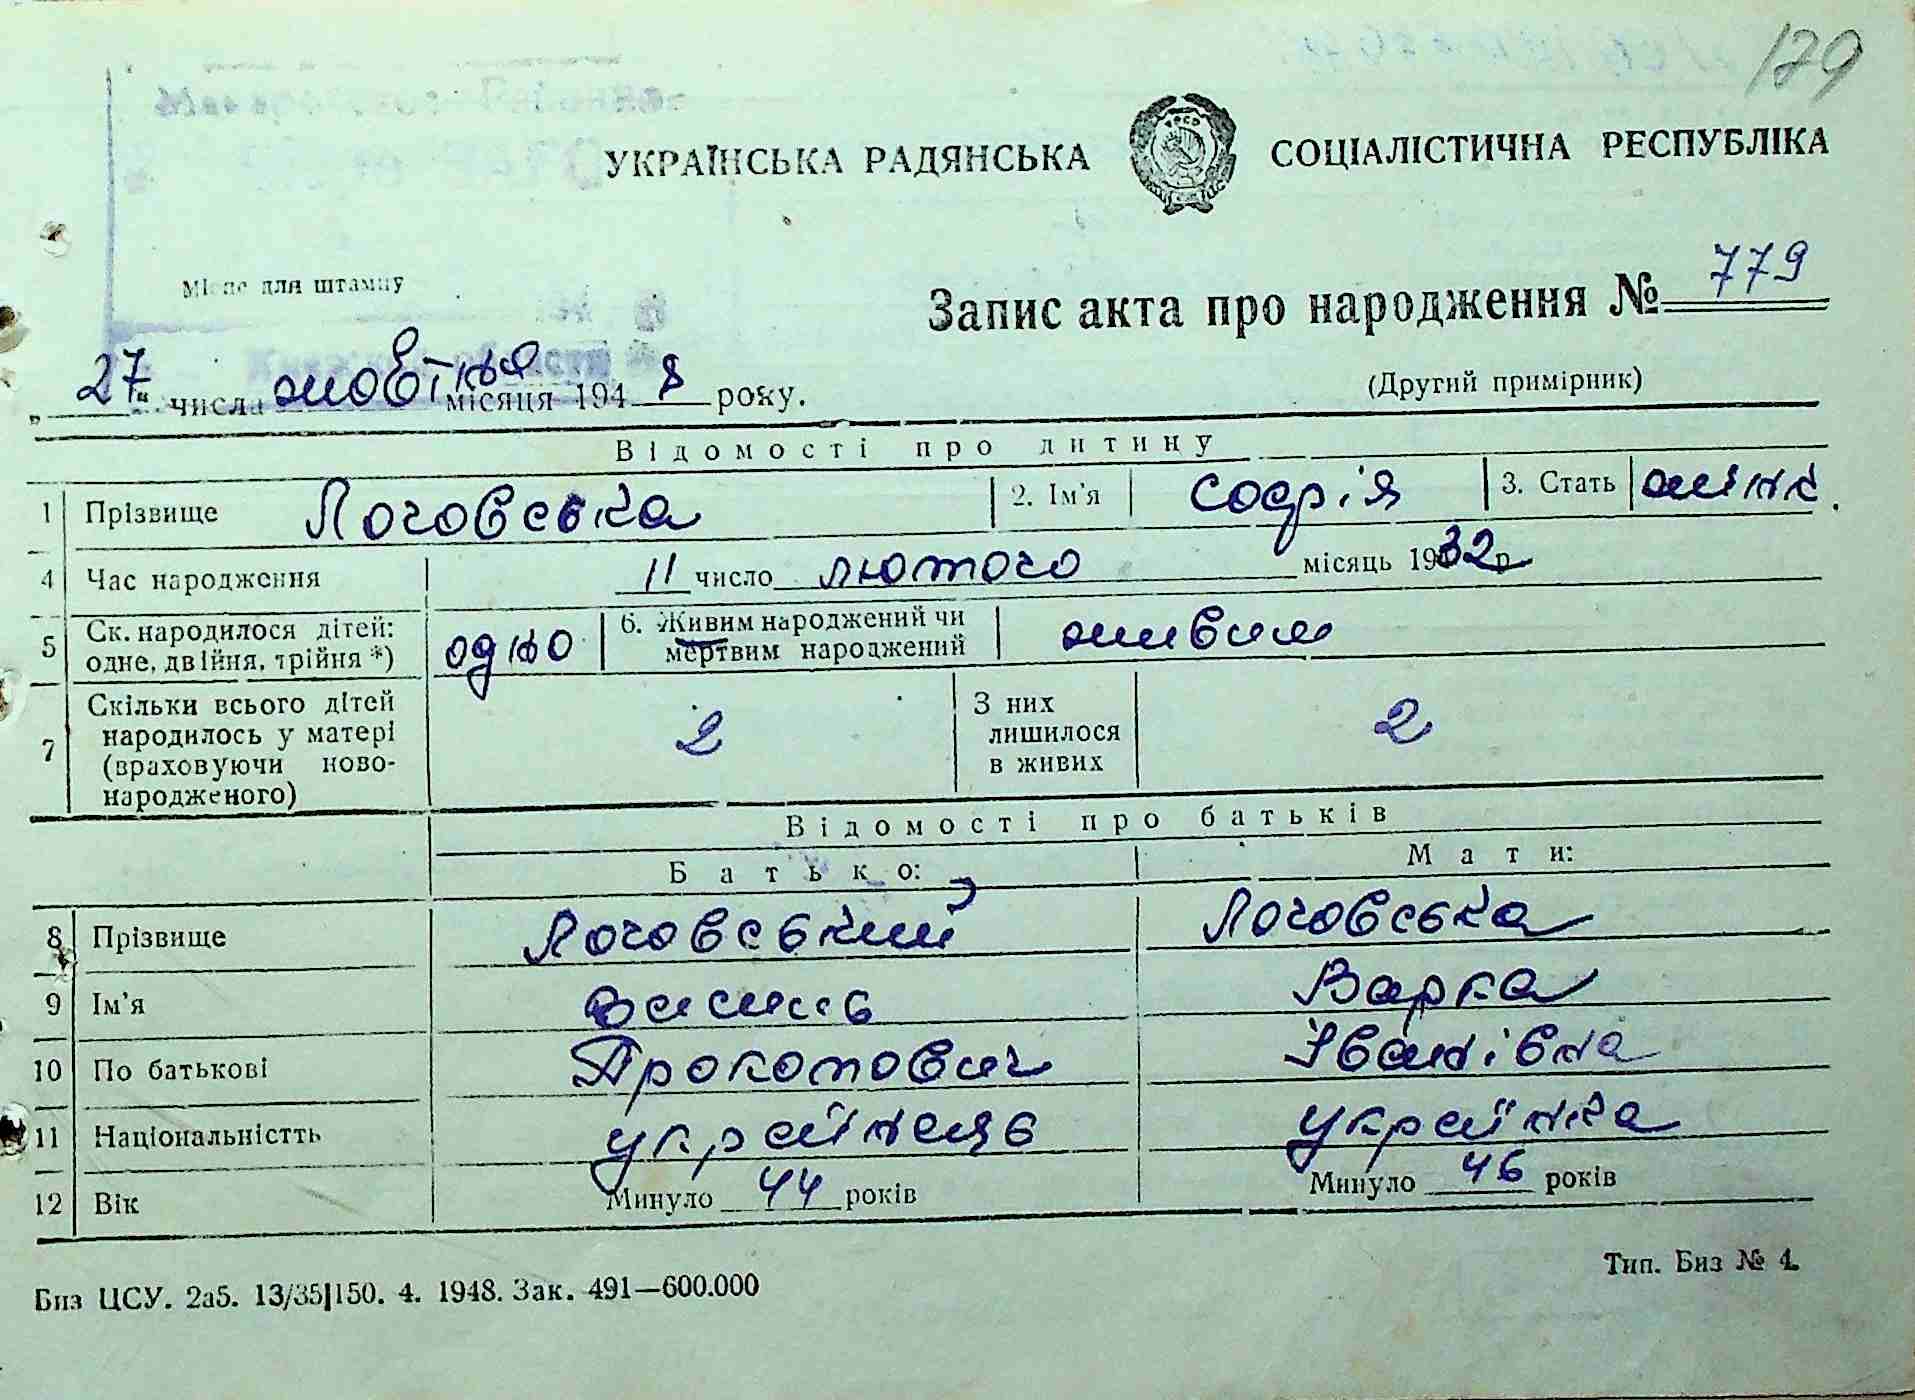 179
УКРАЇНСЬКА РАДЯНСЬКА СОЦІАЛІСТИЧНА РЕСПУБЛІКА
Місце для штампу
Запис акта про народження № 779
(Другий примірник)
„27" числа жовтня місяця 1948 року.
Відомості про дитину
1 Прізвище Логовська 2. Ім'я Софія 3. Стать жінк.
4 Час народження 11 число лютого місяць 1932 р
5 Ск. народилося дітей: одне, двійня, трійня *) одно 6. Живим народжений чи мертвим народжений живим
7 Скільки всього дітей народилось у матері (враховуючи ново-народженого) 2 З них лишилося в живих 2
Відомості про батьків
Батько: Мати:
8 Прізвище Логовський Логовська
9 Ім'я Василь Варка
10 По батькові Прокопович Іванівна
11 Національністть українець українка
12 Вік Минуло 44 років Минуло 46 років
Биз ЦСУ. 2а5. 13/35|150. 4. 1948. Зак. 491—600.000
Тип. Биз № 4.